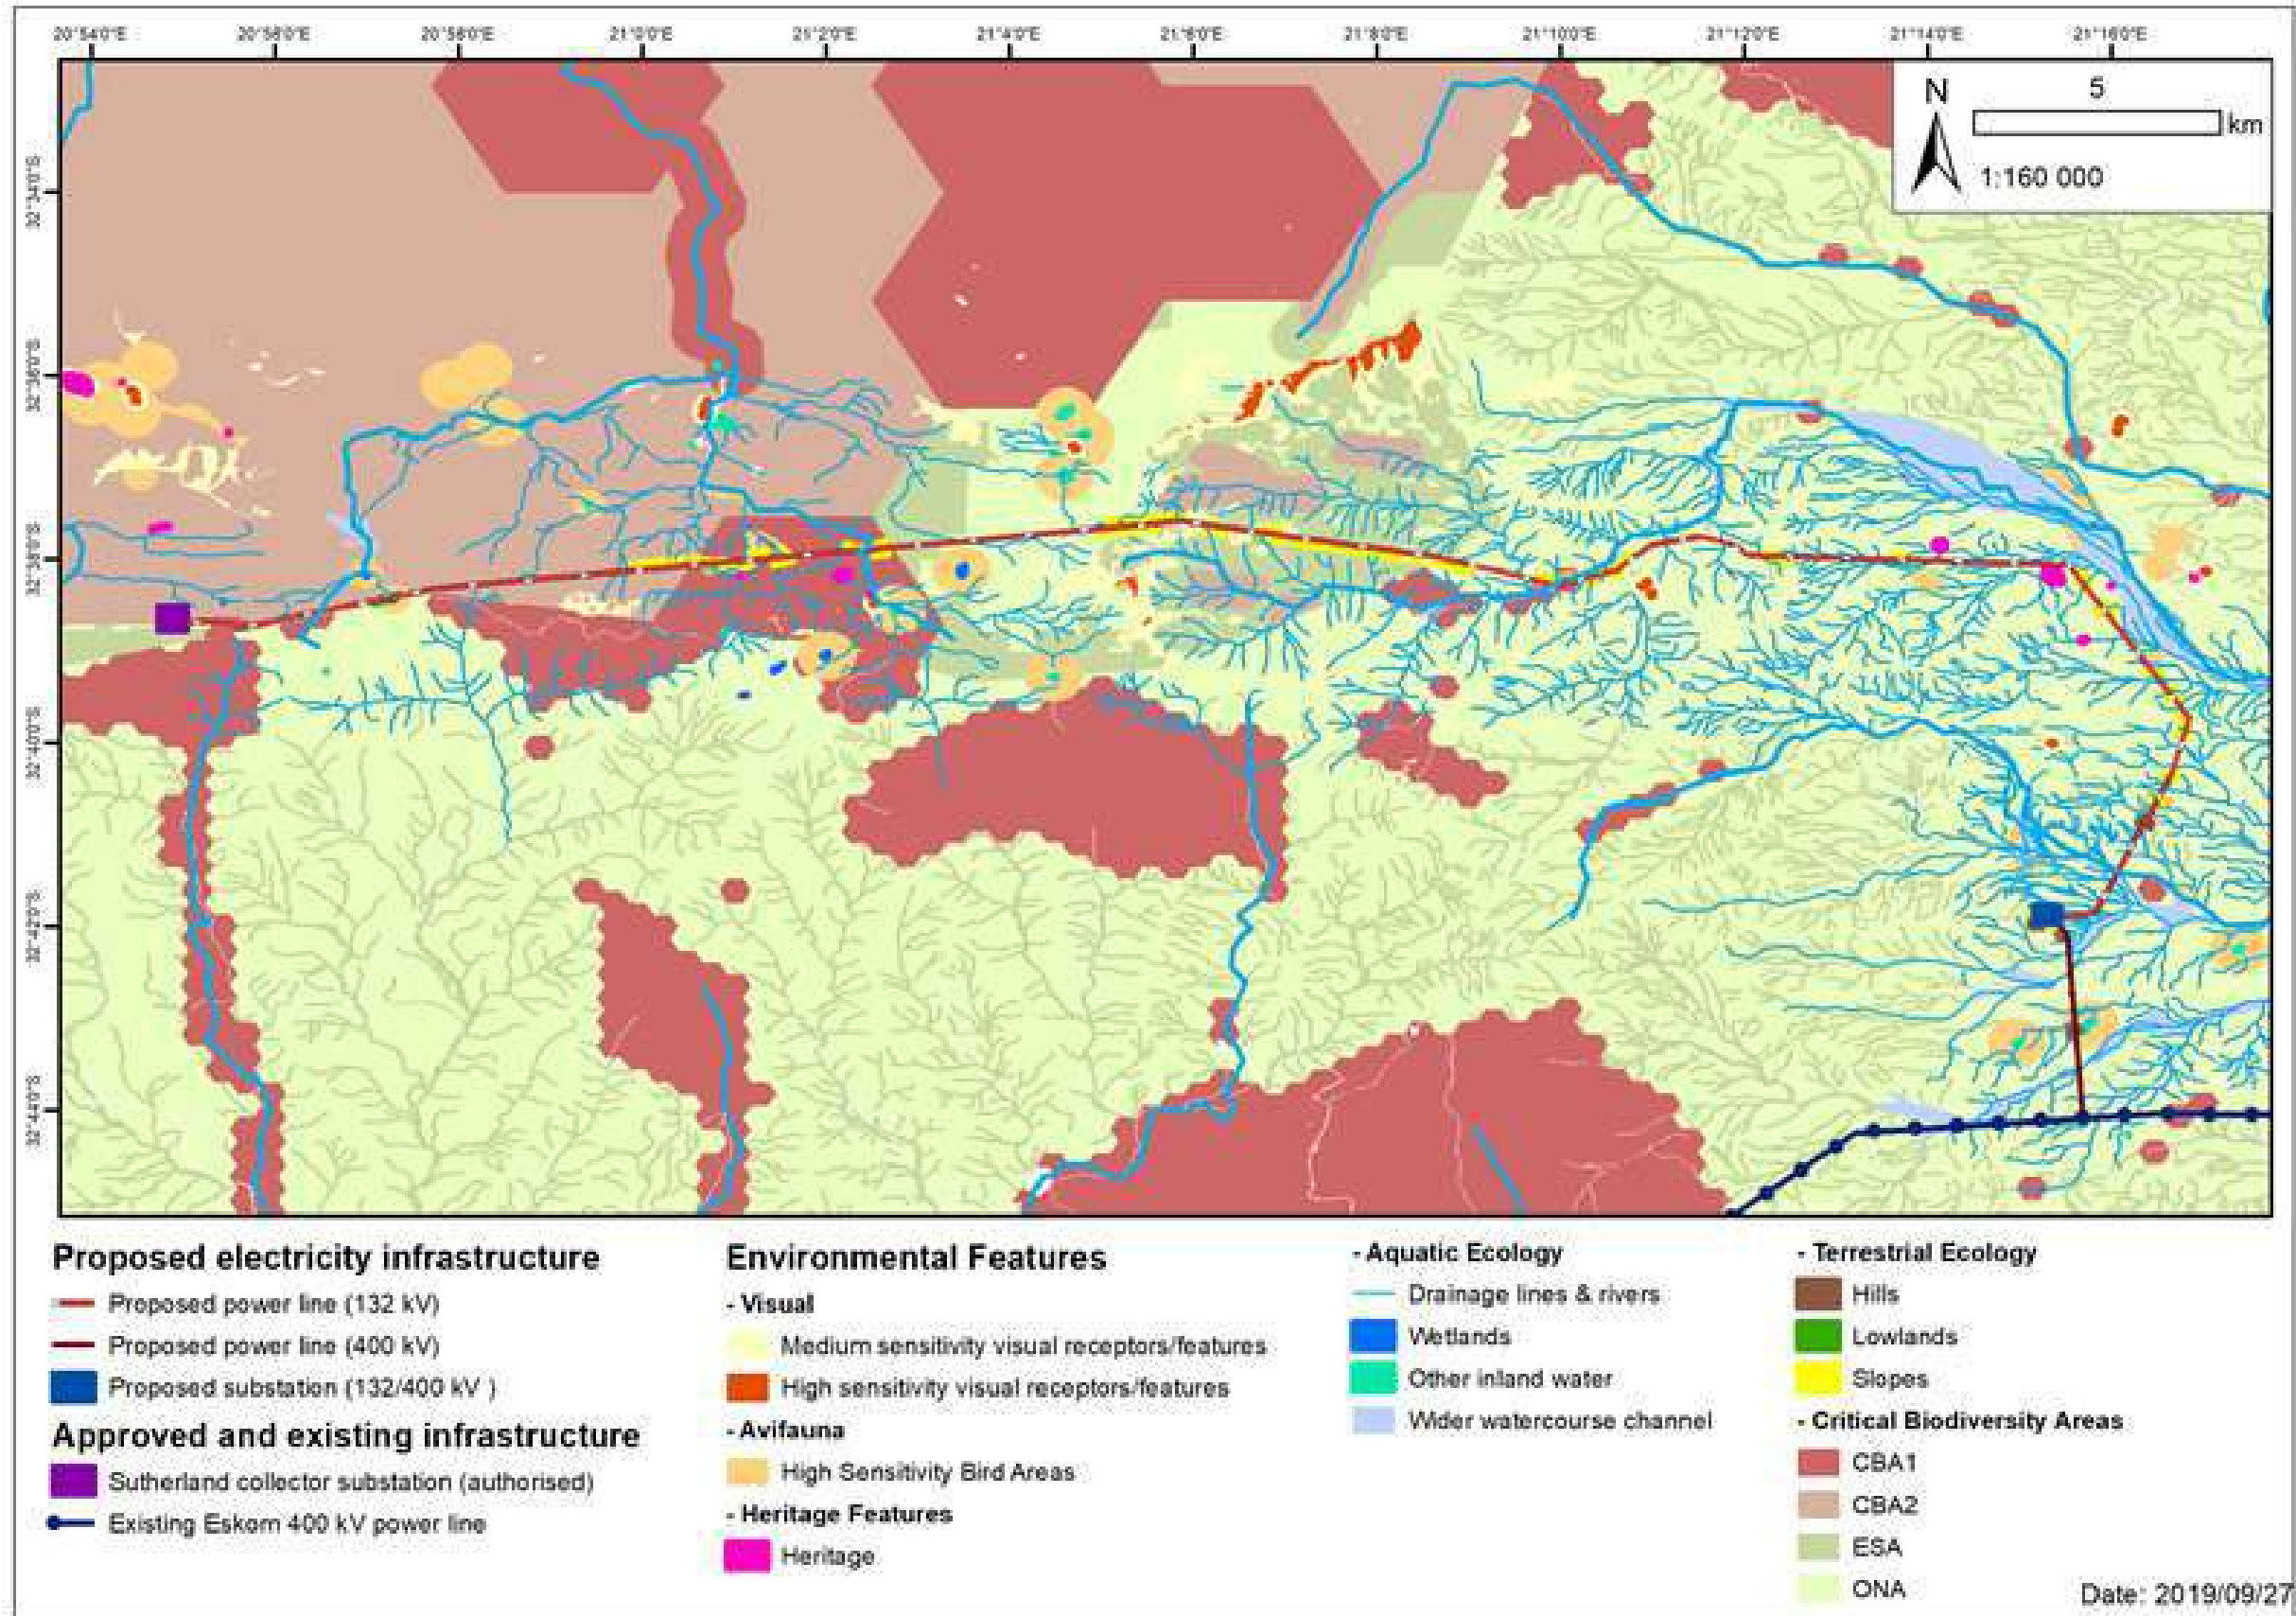 20°54'0"E 20°56'0"E 20°58'0"E 21°0'0"E 21°2'0"E 21°4'0"E 21°6'0"E 21°8'0"E 21°10'0"E 21°12'0"E 21°14'0"E 21°16'0"E
N
5
km
1:160 000
32°34'0"S
32°36'0"S
32°38'0"S
32°40'0"S
32°42'0"S
32°44'0"S
Proposed electricity infrastructure
Proposed power line (132 kV)
Proposed power line (400 kV)
Proposed substation (132/400 kV )
Approved and existing infrastructure
Sutherland collector substation (authorised)
Existing Eskom 400 kV power line
Environmental Features
- Visual
Medium sensitivity visual receptors/features
High sensitivity visual receptors/features
- Avifauna
High Sensitivity Bird Areas
- Heritage Features
Heritage
- Aquatic Ecology
Drainage lines & rivers
Wetlands
Other inland water
Wider watercourse channel
- Terrestrial Ecology
Hills
Lowlands
Slopes
- Critical Biodiversity Areas
CBA1
CBA2
ESA
ONA
Date: 2019/09/27